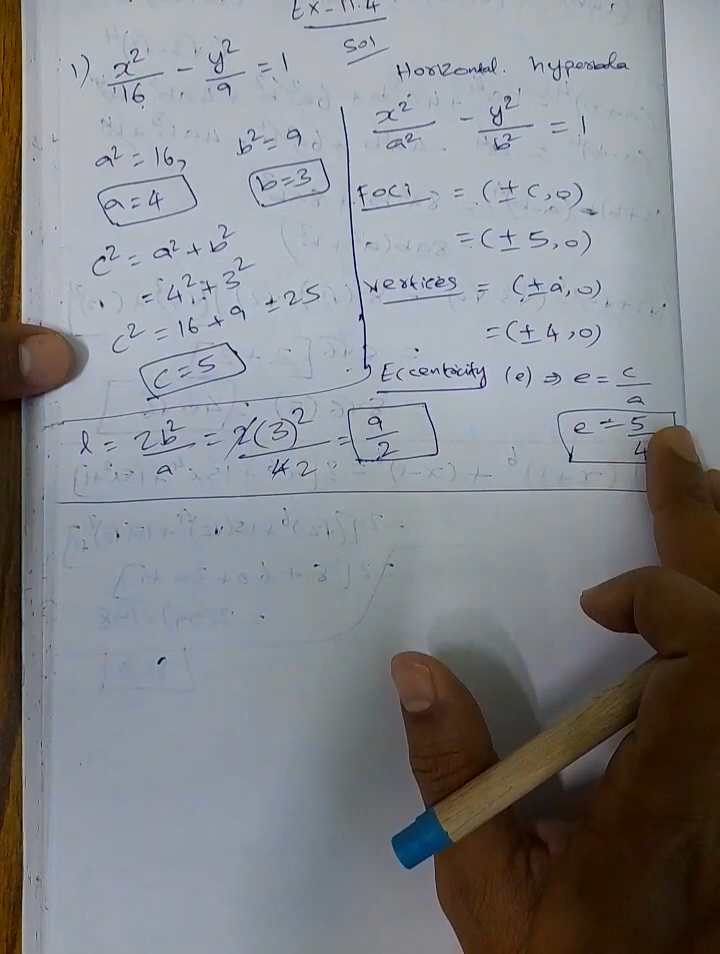 Ex-11.4
Sol
1) x²/16 - y²/9 = 1
a² = 16, b² = 9
a = 4 b = 3
c² = a² + b²
= 4² + 3²
c² = 16 + 9 = 25
c = 5
Horizontal. hyperbola
x²/a² - y²/b² = 1
Foci = (± c, 0)
= (± 5, 0)
vertices = (± a, 0)
= (± 4, 0)
Eccentricity (e) ⇒ e = c/a
e = 5/4
l = 2b²/a = 2(3)²/4 2 = 9/2